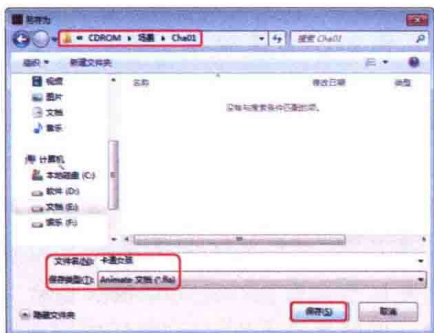 另存为
« CDROM ▸ 场景 ▸ Cha01
搜索 Cha01
组织 新建文件夹
名称 修改日期 类型
视频
图片
文档
音乐
没有与搜索条件匹配的项。
计算机
本地磁盘 (C:)
软件 (D:)
文档 (E:)
娱乐 (F:)
文件名(N): 卡通女孩
保存类型(T): Animate 文档 (*.fla)
隐藏文件夹
保存(S)
取消